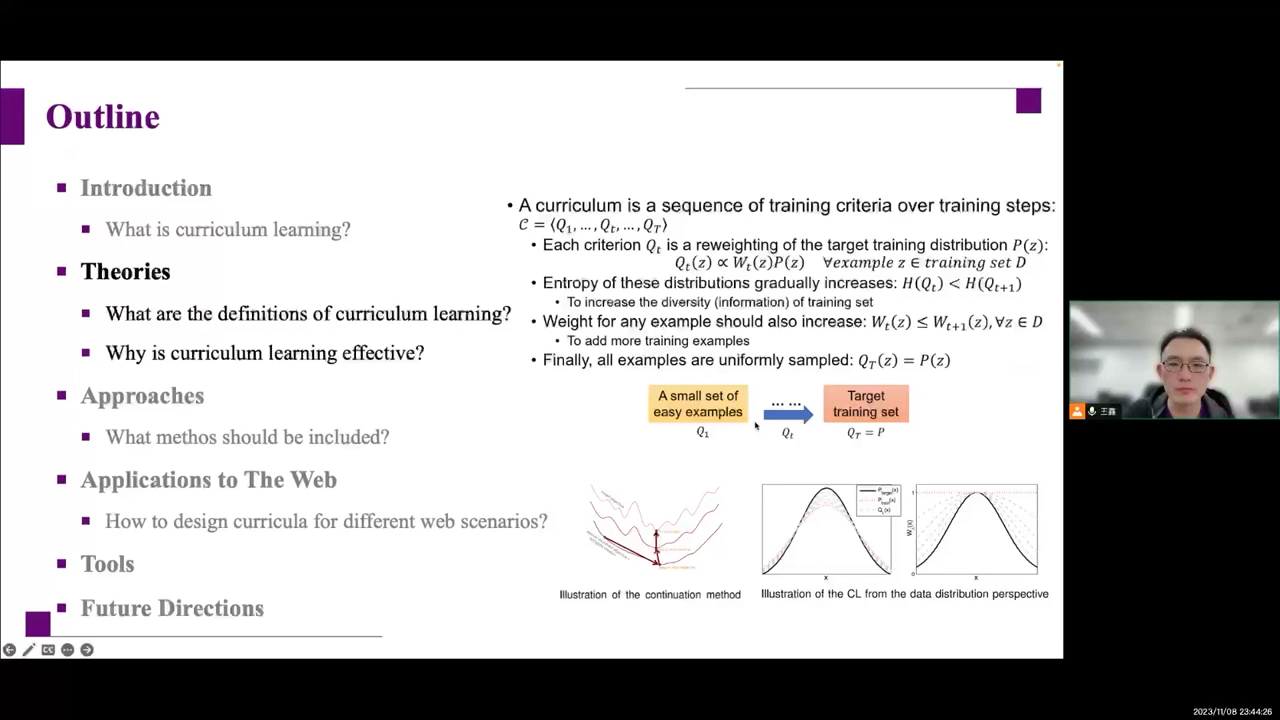 Outline
Introduction
What is curriculum learning?
Theories
What are the definitions of curriculum learning?
Why is curriculum learning effective?
Approaches
What methos should be included?
Applications to The Web
How to design curricula for different web scenarios?
Tools
Future Directions
• A curriculum is a sequence of training criteria over training steps:
𝒞 = ⟨Q₁, … , Qₜ, … , Q_T⟩
• Each criterion Qₜ is a reweighting of the target training distribution P(z):
Qₜ(z) ∝ Wₜ(z)P(z) ∀example z ∈ training set D
• Entropy of these distributions gradually increases: H(Qₜ) < H(Qₜ₊₁)
• To increase the diversity (information) of training set
• Weight for any example should also increase: Wₜ(z) ≤ Wₜ₊₁(z), ∀z ∈ D
• To add more training examples
• Finally, all examples are uniformly sampled: Q_T(z) = P(z)
A small set of
easy examples
... ...
Target
training set
Q₁
Qₜ
Q_T = P
Illustration of the continuation method
x
1
0
x
Illustration of the CL from the data distribution perspective
王鑫
2023/11/08 23:44:26